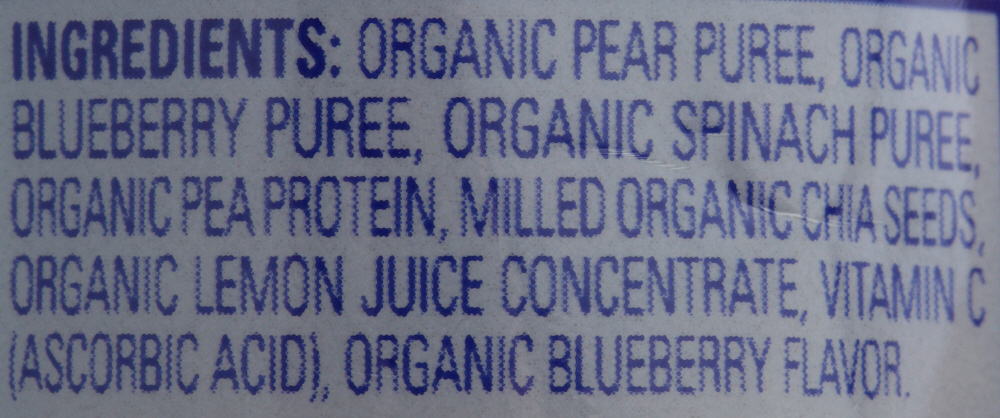 INGREDIENTS: ORGANIC PEAR PUREE, ORGANIC
BLUEBERRY PUREE, ORGANIC SPINACH PUREE,
ORGANIC PEA PROTEIN, MILLED ORGANIC CHIA SEEDS,
ORGANIC LEMON JUICE CONCENTRATE, VITAMIN C
(ASCORBIC ACID), ORGANIC BLUEBERRY FLAVOR.